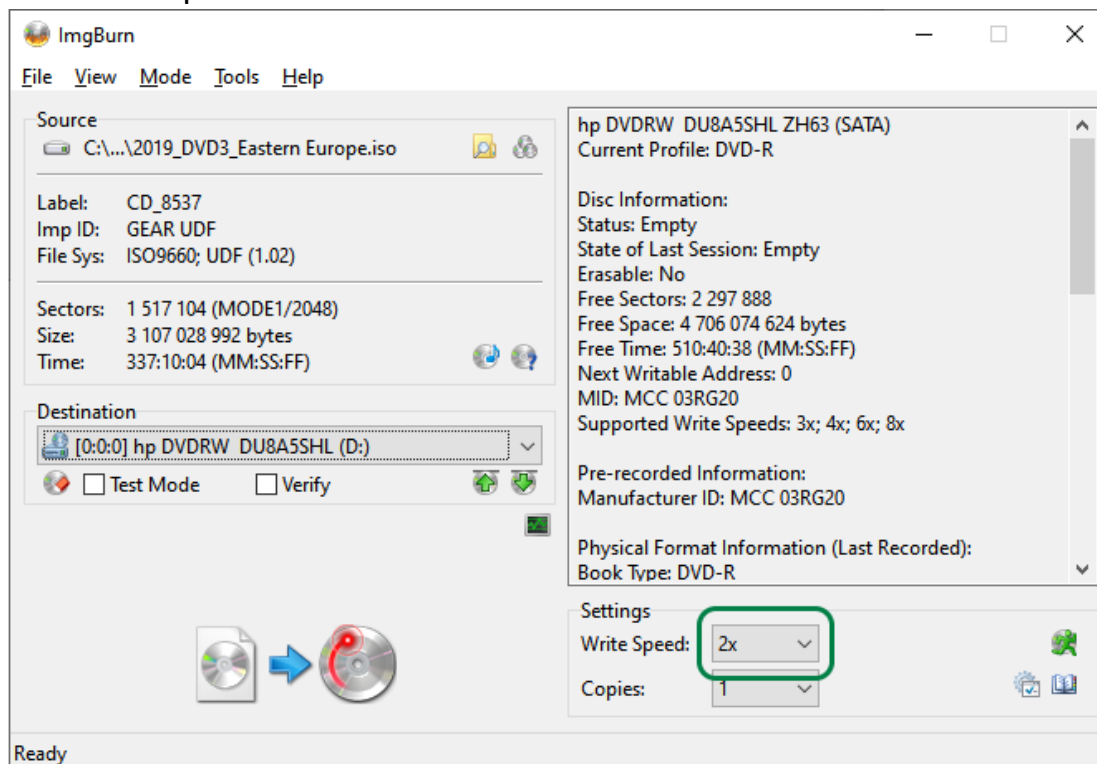 ImgBurn
File View Mode Tools Help
Source
C:\...\2019_DVD3_Eastern Europe.iso
Label: CD_8537
Imp ID: GEAR UDF
File Sys: ISO9660; UDF (1.02)
Sectors: 1 517 104 (MODE1/2048)
Size: 3 107 028 992 bytes
Time: 337:10:04 (MM:SS:FF)
Destination
[0:0:0] hp DVDRW DU8A5SHL (D:)
Test Mode Verify
hp DVDRW DU8A5SHL ZH63 (SATA)
Current Profile: DVD-R
Disc Information:
Status: Empty
State of Last Session: Empty
Erasable: No
Free Sectors: 2 297 888
Free Space: 4 706 074 624 bytes
Free Time: 510:40:38 (MM:SS:FF)
Next Writable Address: 0
MID: MCC 03RG20
Supported Write Speeds: 3x; 4x; 6x; 8x
Pre-recorded Information:
Manufacturer ID: MCC 03RG20
Physical Format Information (Last Recorded):
Book Type: DVD-R
Settings
Write Speed: 2x
Copies: 1
Ready